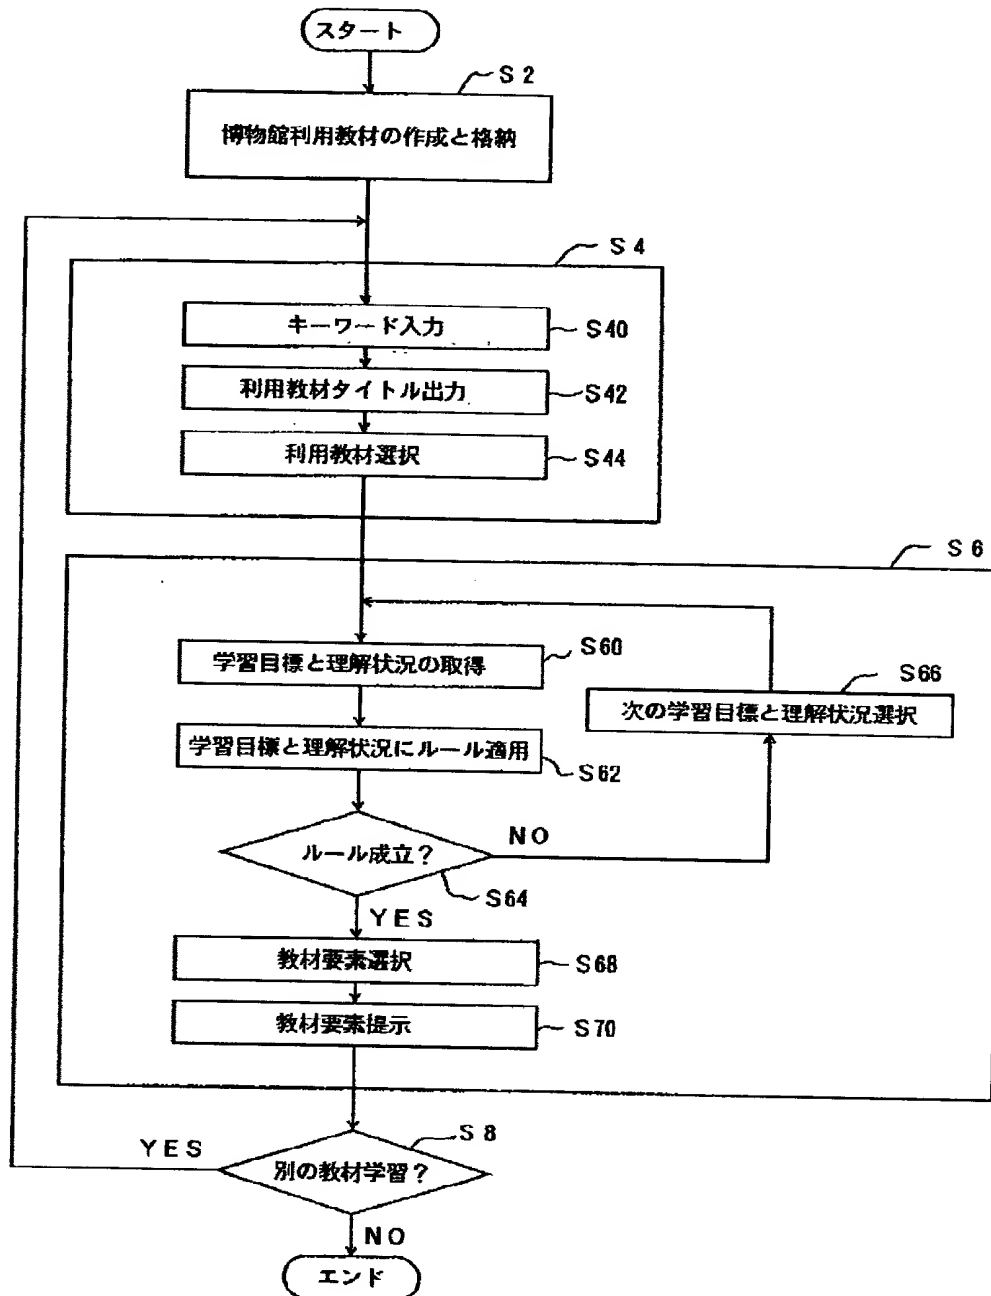 スタート
S2
博物館利用教材の作成と格納
S4
キーワード入力
S40
利用教材タイトル出力
S42
利用教材選択
S44
S6
学習目標と理解状況の取得
S60
S66
次の学習目標と理解状況選択
学習目標と理解状況にルール適用
S62
ルール成立?
NO
S64
YES
教材要素選択
S68
教材要素提示
S70
S8
YES
別の教材学習?
NO
エンド